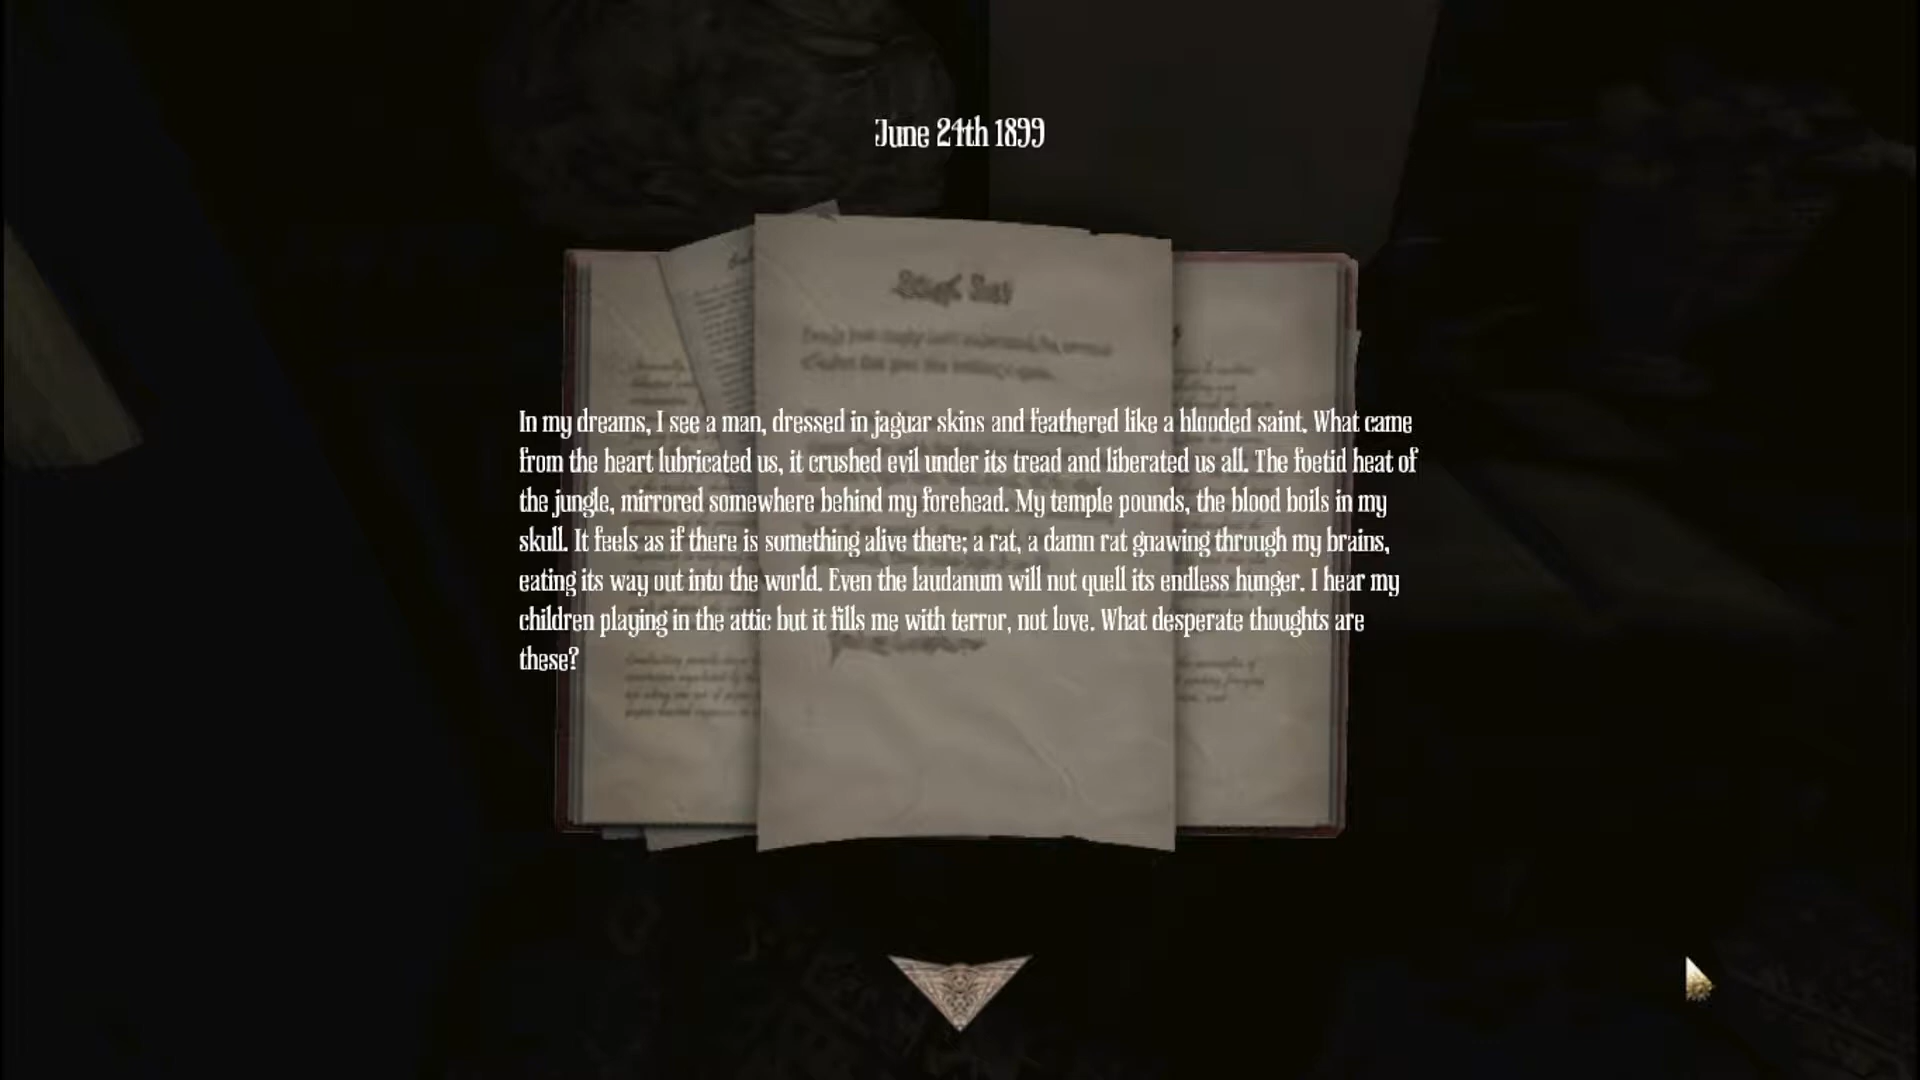 June 24th 1899
In my dreams, I see a man, dressed in jaguar skins and feathered like a blooded saint. What came
from the heart lubricated us, it crushed evil under its tread and liberated us all. The foetid heat of
the jungle, mirrored somewhere behind my forehead. My temple pounds, the blood boils in my
skull. It feels as if there is something alive there; a rat, a damn rat gnawing through my brains,
eating its way out into the world. Even the laudanum will not quell its endless hunger. I hear my
children playing in the attic but it fills me with terror, not love. What desperate thoughts are
these?